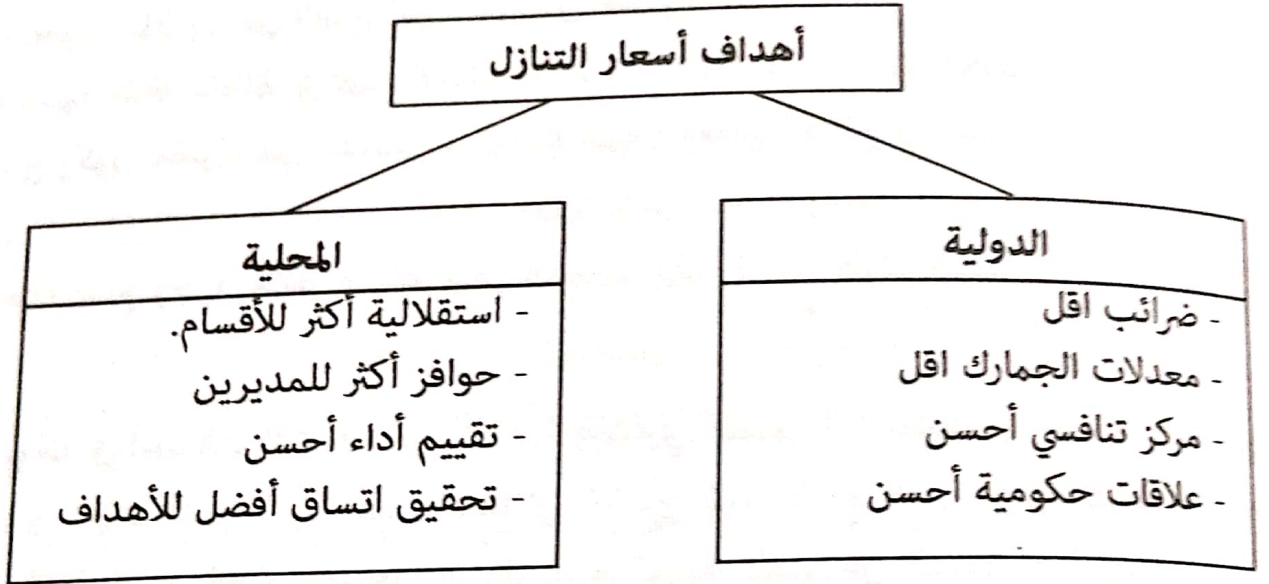 أهداف أسعار التنازل
الدولية
- ضرائب اقل
- معدلات الجمارك اقل
- مركز تنافسي أحسن
- علاقات حكومية أحسن
المحلية
- استقلالية أكثر للأقسام.
- حوافز أكثر للمديرين
- تقييم أداء أحسن
- تحقيق اتساق أفضل للأهداف